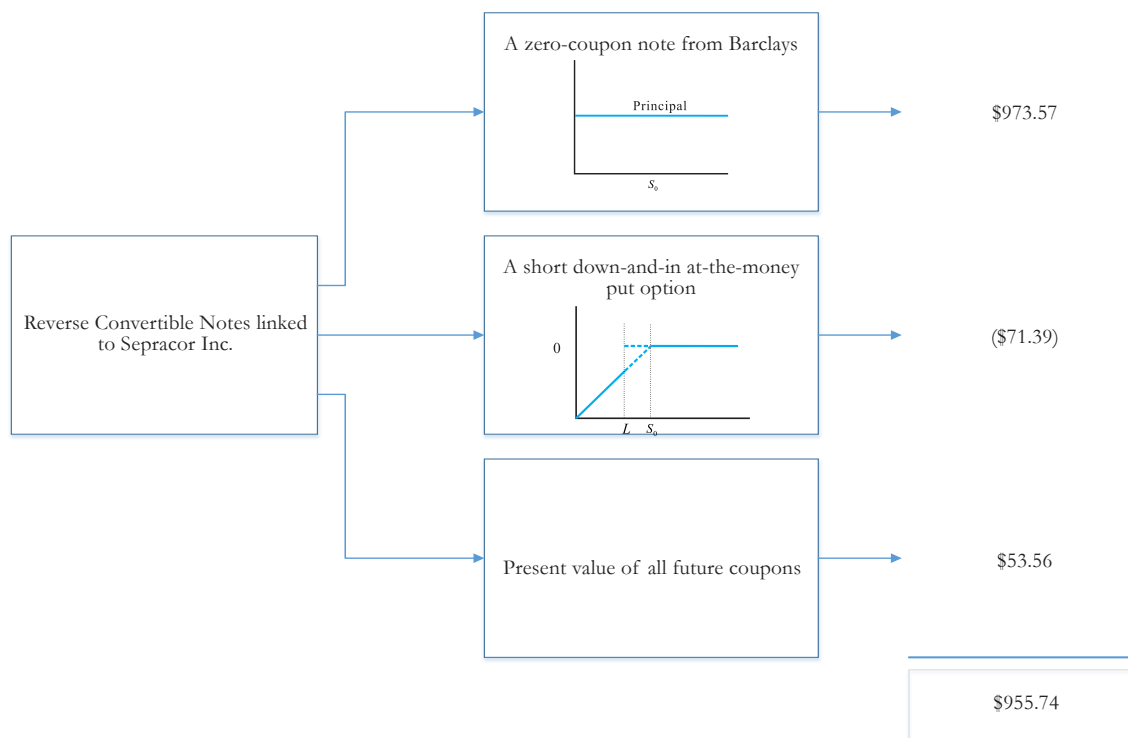 A zero-coupon note from Barclays
Principal
S₀
$973.57
Reverse Convertible Notes linked
to Sepracor Inc.
A short down-and-in at-the-money
put option
0
L S₀
($71.39)
Present value of all future coupons
$53.56
$955.74